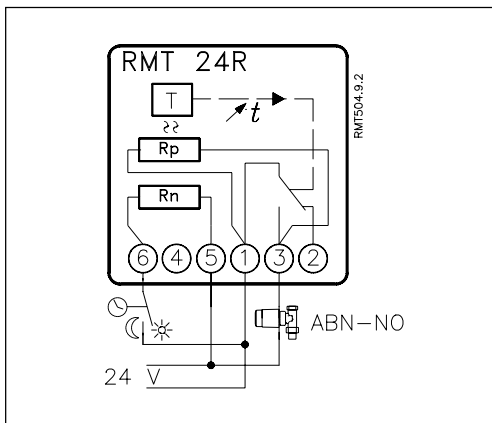 RMT 24R
RMT504.9.2
T
t
Rp
Rn
6 4 5 1 3 2
ABN-NO
24 V